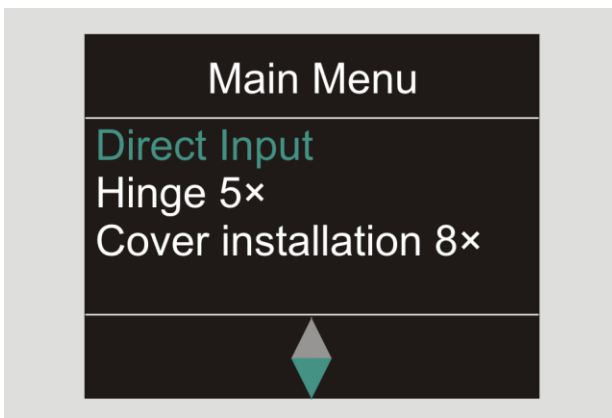 Main Menu
Direct Input
Hinge 5×
Cover installation 8×